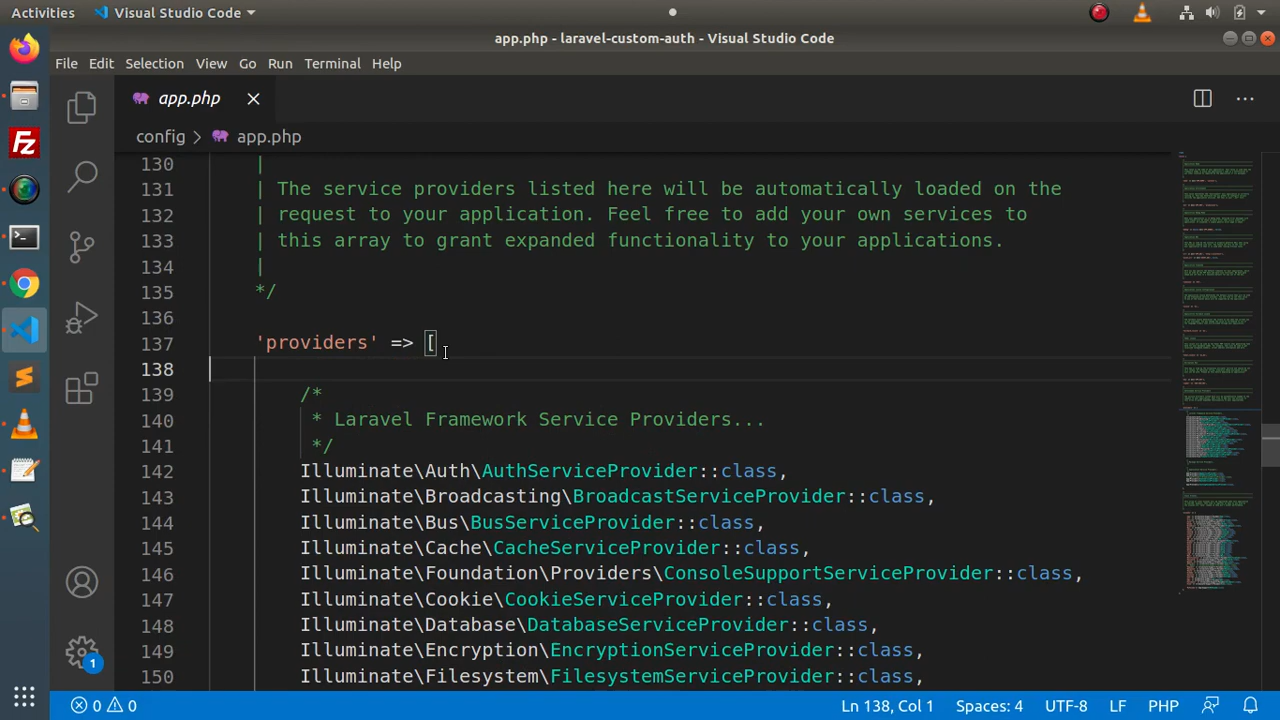 Activities Visual Studio Code
app.php - laravel-custom-auth - Visual Studio Code
File Edit Selection View Go Run Terminal Help
app.php
config > app.php
130 |
131 | The service providers listed here will be automatically loaded on the
132 | request to your application. Feel free to add your own services to
133 | this array to grant expanded functionality to your applications.
134 |
135 */
136
137 'providers' => [
138
139 /*
140 * Laravel Framework Service Providers...
141 */
142 Illuminate\Auth\AuthServiceProvider::class,
143 Illuminate\Broadcasting\BroadcastServiceProvider::class,
144 Illuminate\Bus\BusServiceProvider::class,
145 Illuminate\Cache\CacheServiceProvider::class,
146 Illuminate\Foundation\Providers\ConsoleSupportServiceProvider::class,
147 Illuminate\Cookie\CookieServiceProvider::class,
148 Illuminate\Database\DatabaseServiceProvider::class,
149 Illuminate\Encryption\EncryptionServiceProvider::class,
150 Illuminate\Filesystem\FilesystemServiceProvider::class,
1
0 0 Ln 138, Col 1 Spaces: 4 UTF-8 LF PHP